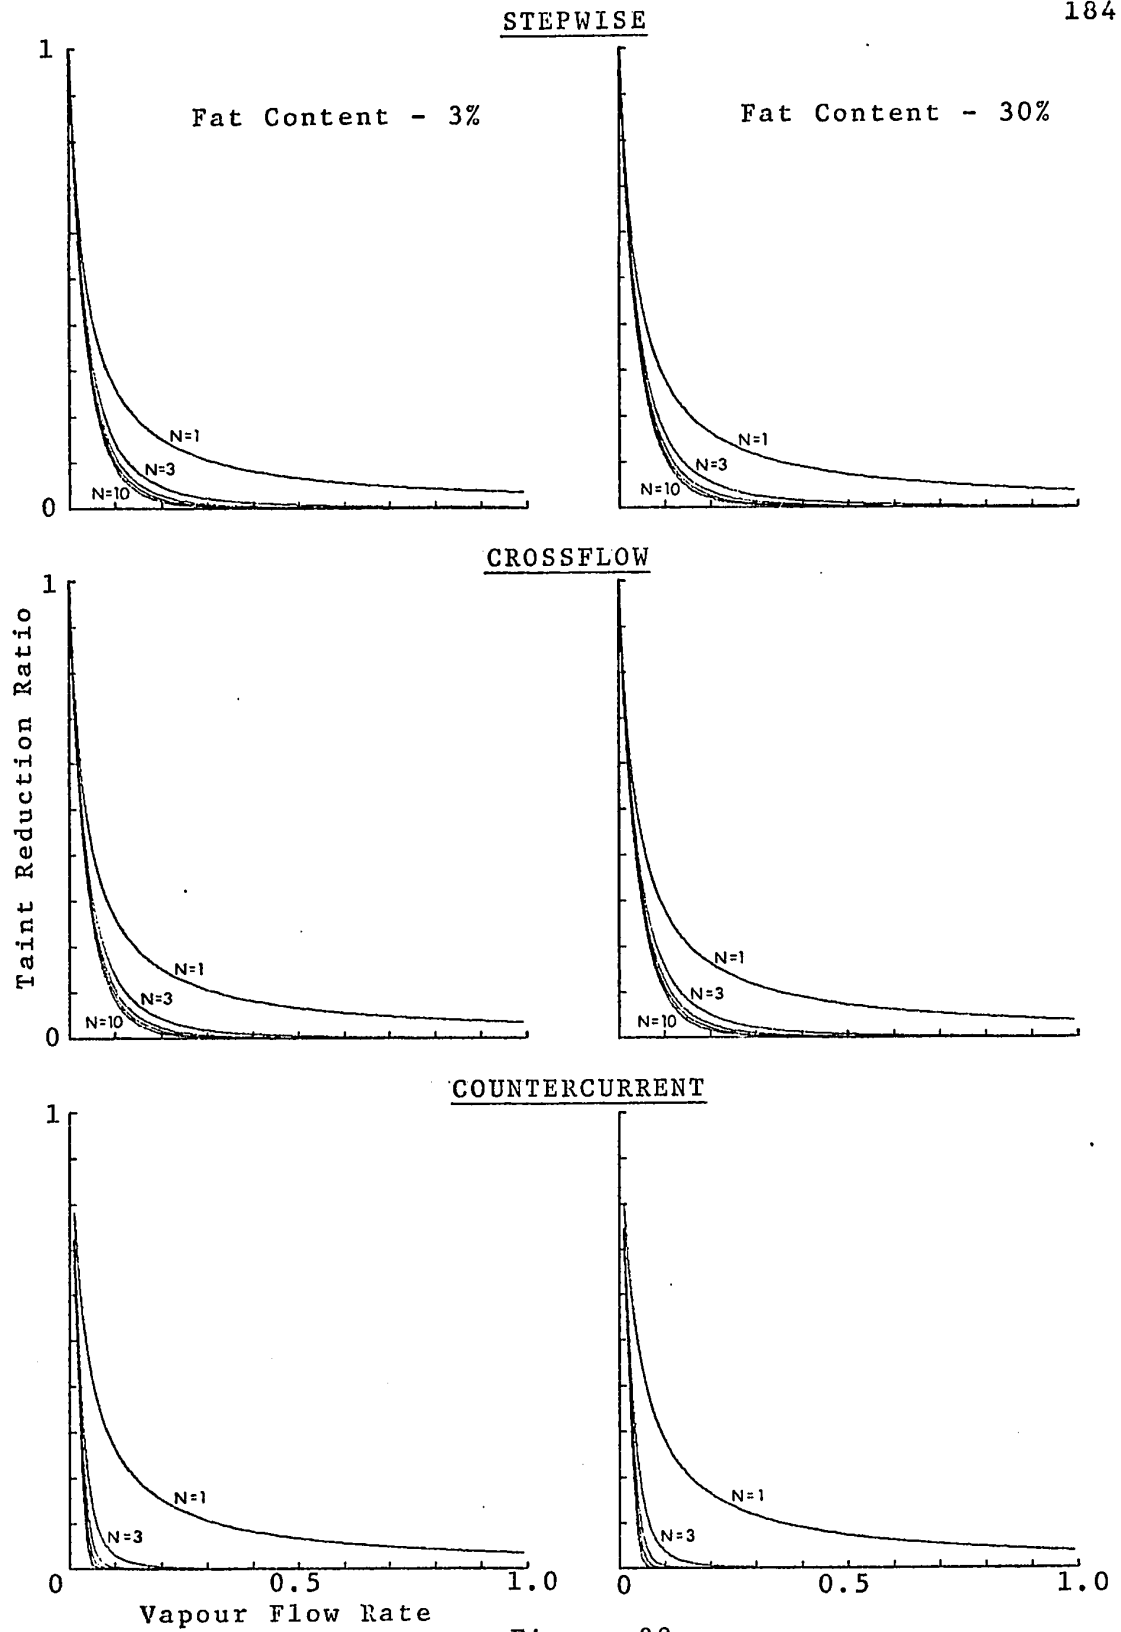 184
STEPWISE
1
Fat Content - 3%
Fat Content - 30%
N=1
N=3
N=10
0
N=1
N=3
N=10
CROSSFLOW
1
Taint Reduction Ratio
N=1
N=3
N=10
0
N=1
N=3
N=10
COUNTERCURRENT
1
N=1
N=3
N=1
N=3
0
0.5
1.0
0
0.5
1.0
Vapour Flow Rate